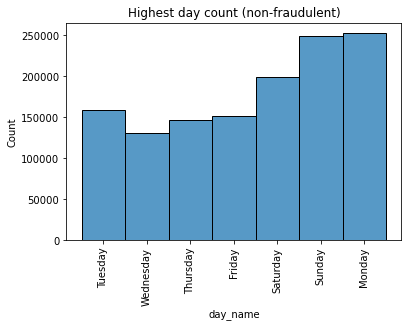 Highest day count (non-fraudulent)
Count
250000
200000
150000
100000
50000
0
Tuesday
Wednesday
Thursday
Friday
Saturday
Sunday
Monday
day_name